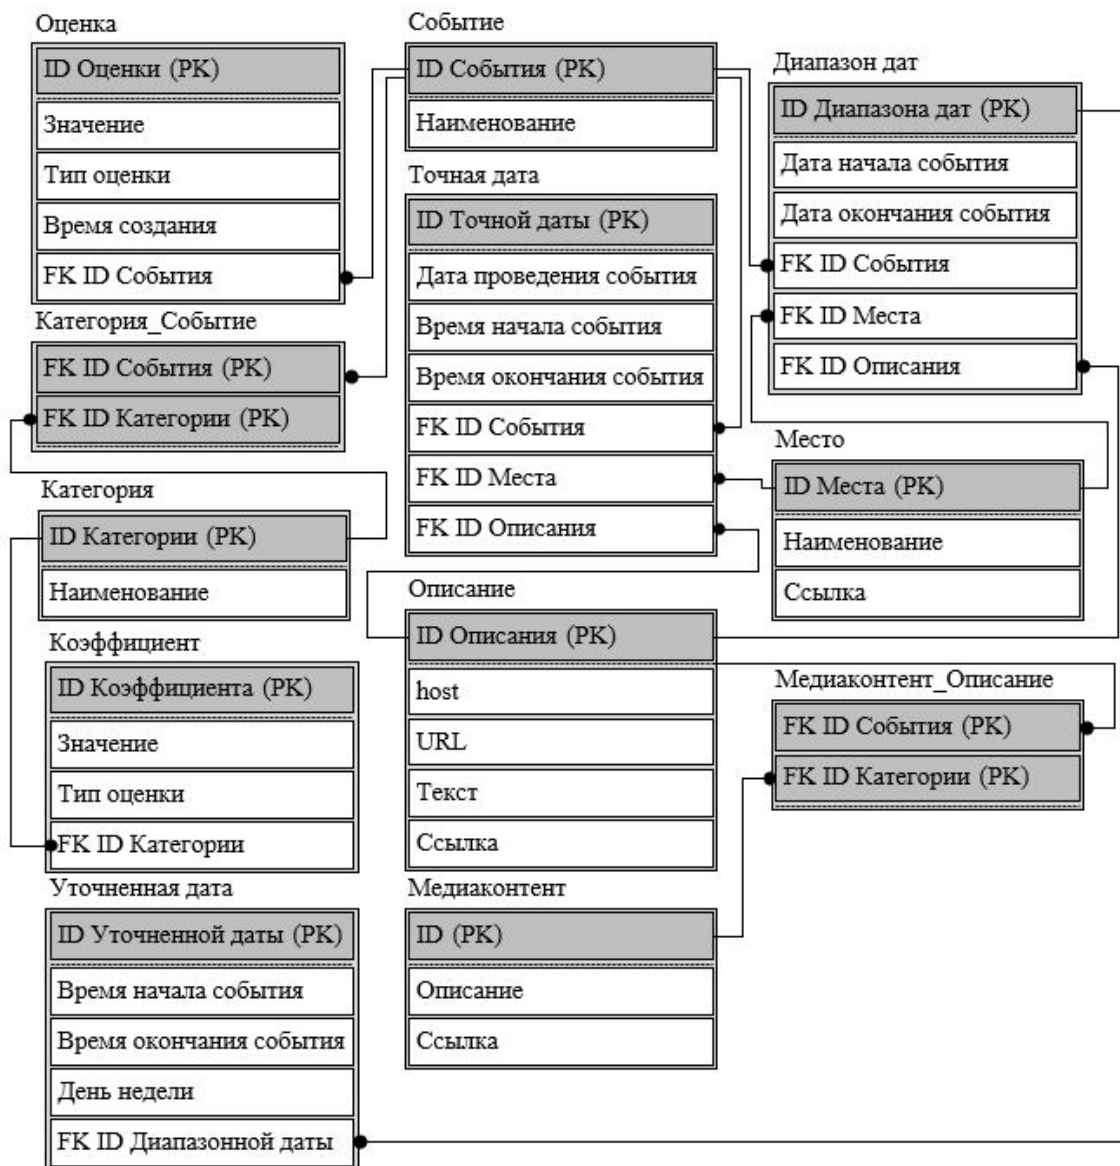 Оценка
ID Оценки (PK)
Значение
Тип оценки
Время создания
FK ID События
Категория_Событие
FK ID События (PK)
FK ID Категории (PK)
Категория
ID Категории (PK)
Наименование
Коэффициент
ID Коэффициента (PK)
Значение
Тип оценки
FK ID Категории
Уточненная дата
ID Уточненной даты (PK)
Время начала события
Время окончания события
День недели
FK ID Диапазонной даты
Событие
ID События (PK)
Наименование
Точная дата
ID Точной даты (PK)
Дата проведения события
Время начала события
Время окончания события
FK ID События
FK ID Места
FK ID Описания
Описание
ID Описания (PK)
host
URL
Текст
Ссылка
Медиаконтент
ID (PK)
Описание
Ссылка
Диапазон дат
ID Диапазона дат (PK)
Дата начала события
Дата окончания события
FK ID События
FK ID Места
FK ID Описания
Место
ID Места (PK)
Наименование
Ссылка
Медиаконтент_Описание
FK ID События (PK)
FK ID Категории (PK)